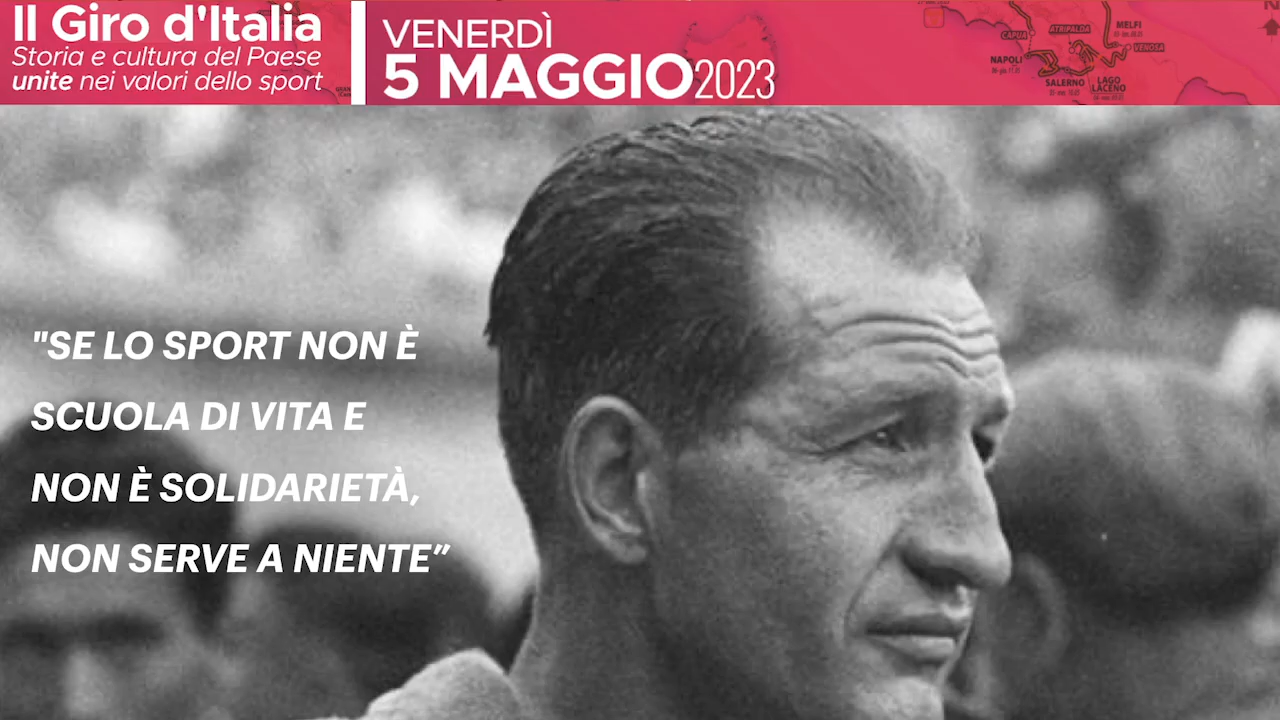 Il Giro d'Italia
Storia e cultura del Paese
unite nei valori dello sport
VENERDÌ
5 MAGGIO2023
CAPUA
ATRIPALDA
MELFI
VENOSA
NAPOLI
SALERNO
LAGO
LACENO
N
"SE LO SPORT NON È
SCUOLA DI VITA E
NON È SOLIDARIETÀ,
NON SERVE A NIENTE”